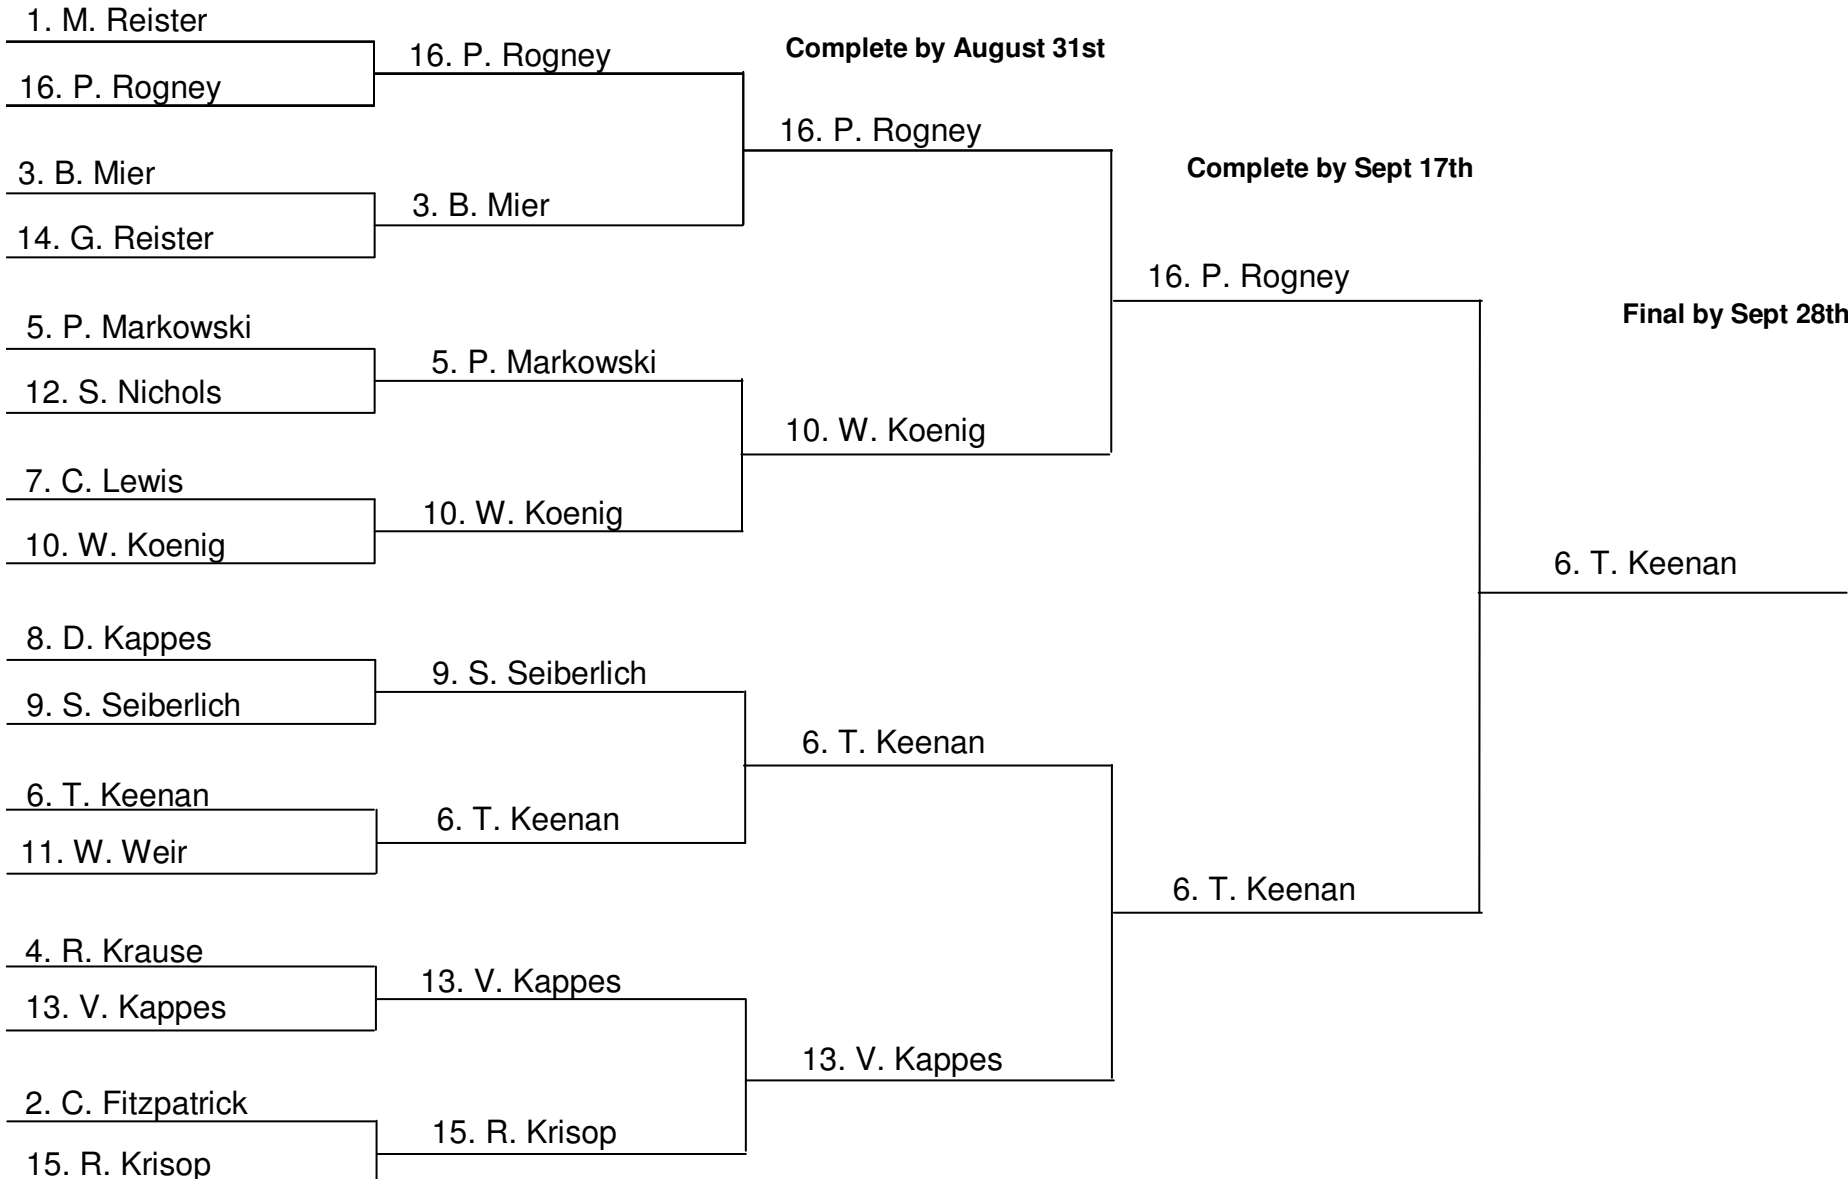 1. M. Reister
16. P. Rogney
3. B. Mier
14. G. Reister
5. P. Markowski
12. S. Nichols
7. C. Lewis
10. W. Koenig
8. D. Kappes
9. S. Seiberlich
6. T. Keenan
11. W. Weir
4. R. Krause
13. V. Kappes
2. C. Fitzpatrick
15. R. Krisop
16. P. Rogney
3. B. Mier
5. P. Markowski
10. W. Koenig
9. S. Seiberlich
6. T. Keenan
13. V. Kappes
15. R. Krisop
Complete by August 31st
16. P. Rogney
10. W. Koenig
6. T. Keenan
13. V. Kappes
Complete by Sept 17th
16. P. Rogney
6. T. Keenan
Final by Sept 28th
6. T. Keenan